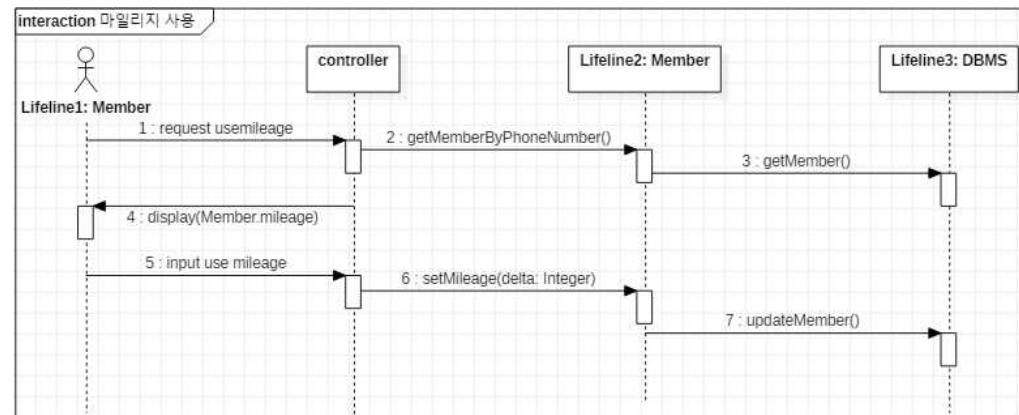 interaction 마일리지 사용
controller
Lifeline2: Member
Lifeline3: DBMS
Lifeline1: Member
1 : request usemileage
2 : getMemberByPhoneNumber()
3 : getMember()
4 : display(Member.mileage)
5 : input use mileage
6 : setMileage(delta: Integer)
7 : updateMember()